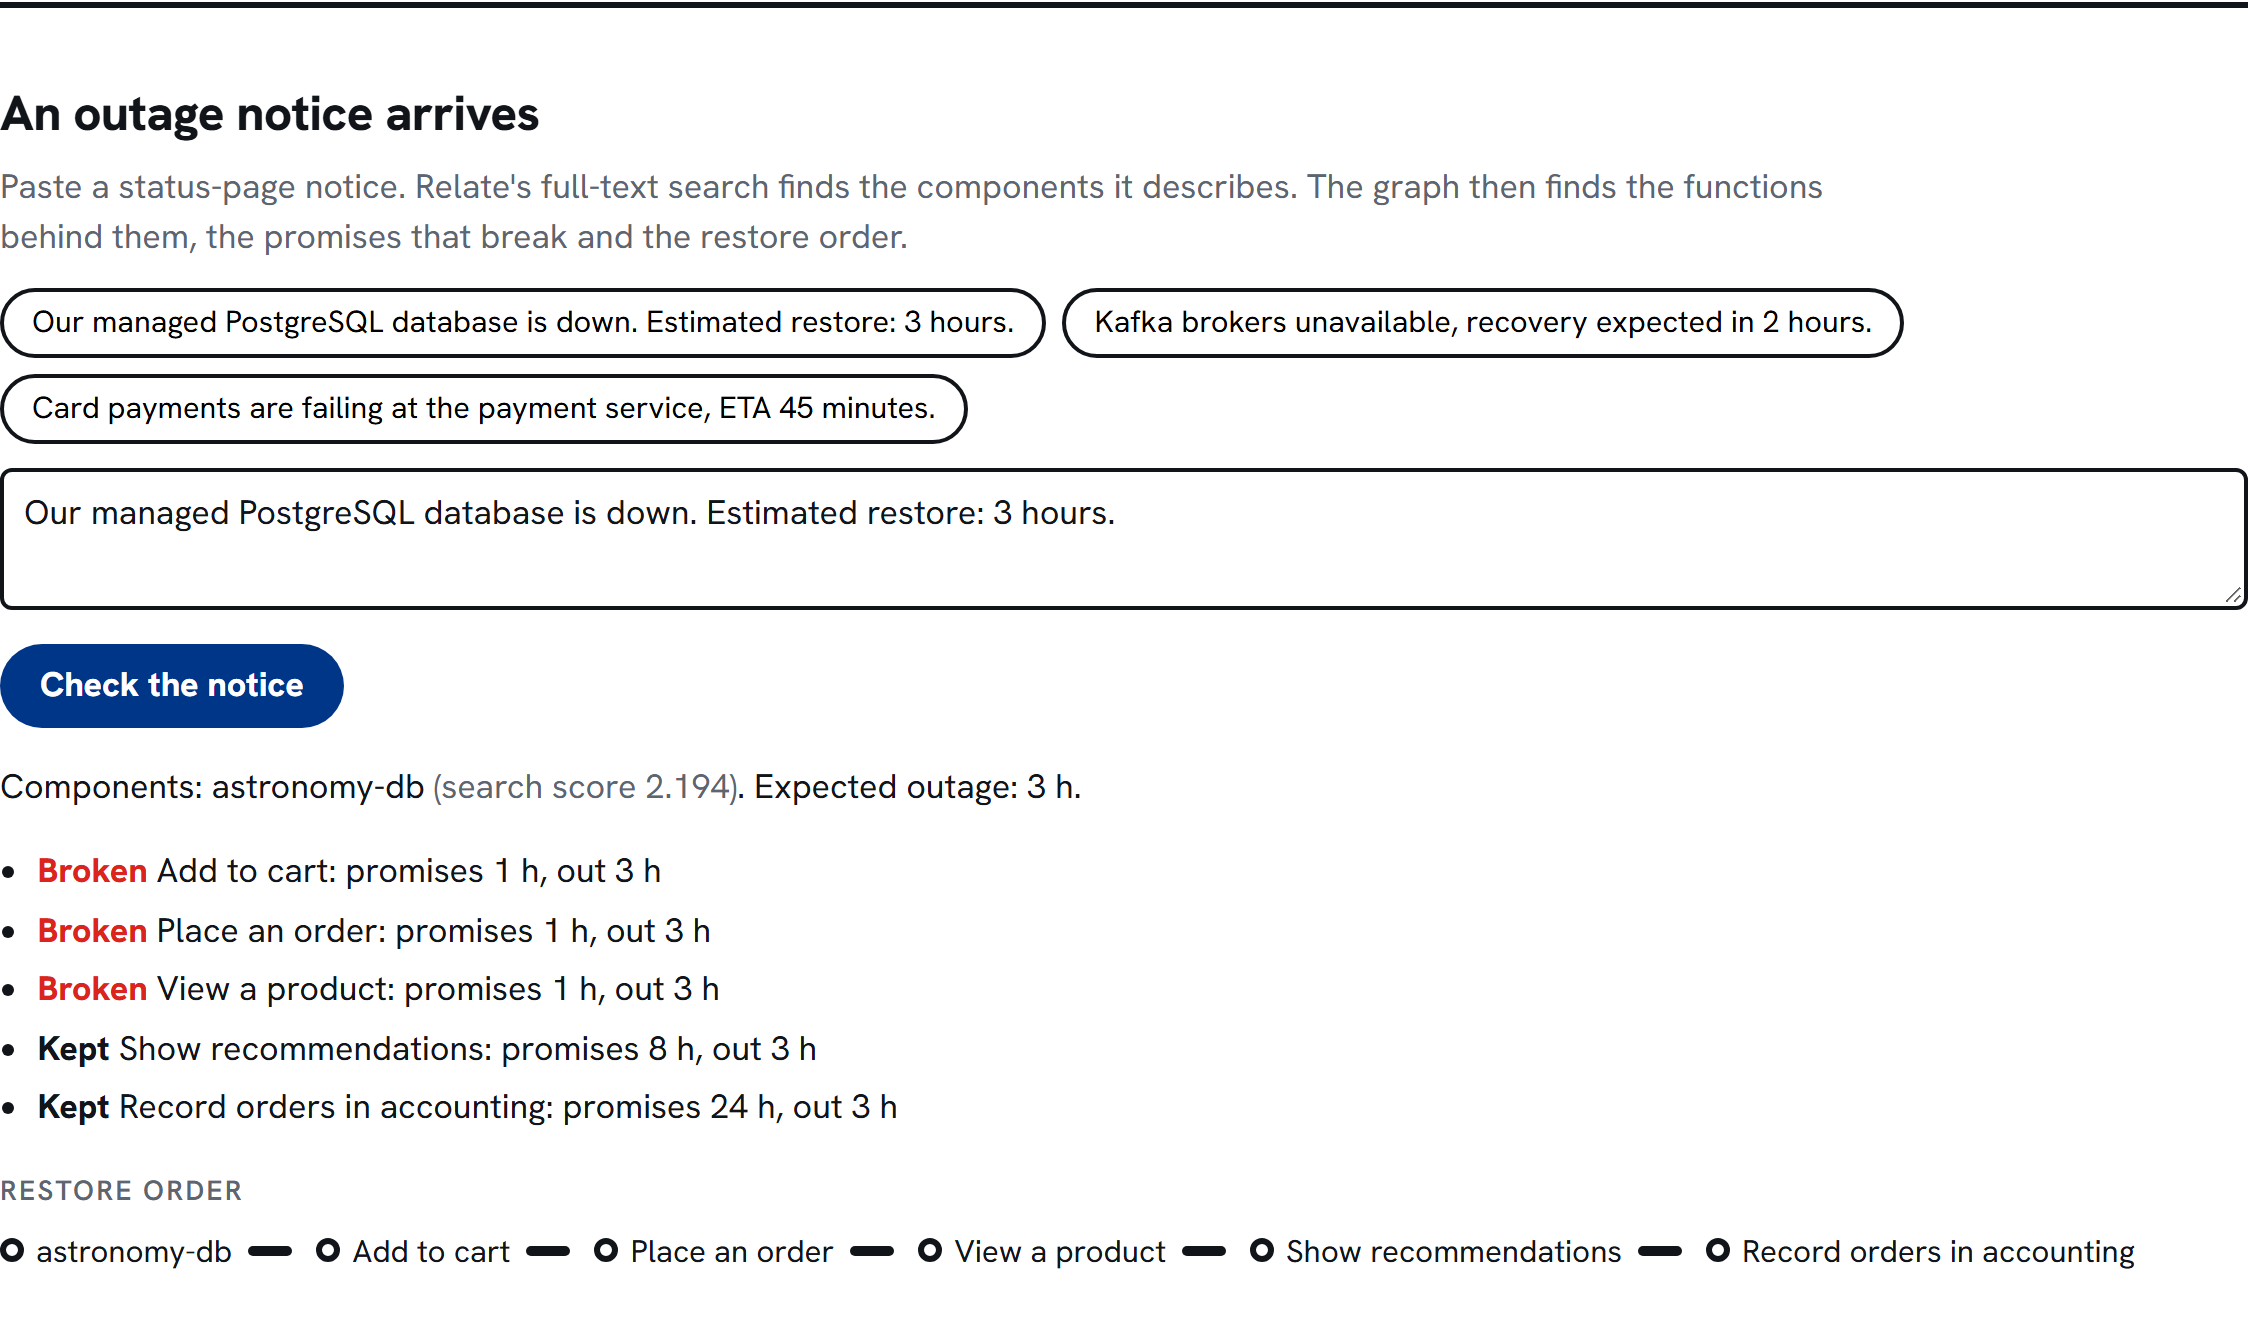 An outage notice arrives
Paste a status-page notice. Relate's full-text search finds the components it describes. The graph then finds the functions
behind them, the promises that break and the restore order.
Our managed PostgreSQL database is down. Estimated restore: 3 hours.
Kafka brokers unavailable, recovery expected in 2 hours.
Card payments are failing at the payment service, ETA 45 minutes.
Our managed PostgreSQL database is down. Estimated restore: 3 hours.
Check the notice
Components: astronomy-db (search score 2.194). Expected outage: 3 h.
Broken Add to cart: promises 1 h, out 3 h
Broken Place an order: promises 1 h, out 3 h
Broken View a product: promises 1 h, out 3 h
Kept Show recommendations: promises 8 h, out 3 h
Kept Record orders in accounting: promises 24 h, out 3 h
RESTORE ORDER
astronomy-db Add to cart Place an order View a product Show recommendations Record orders in accounting